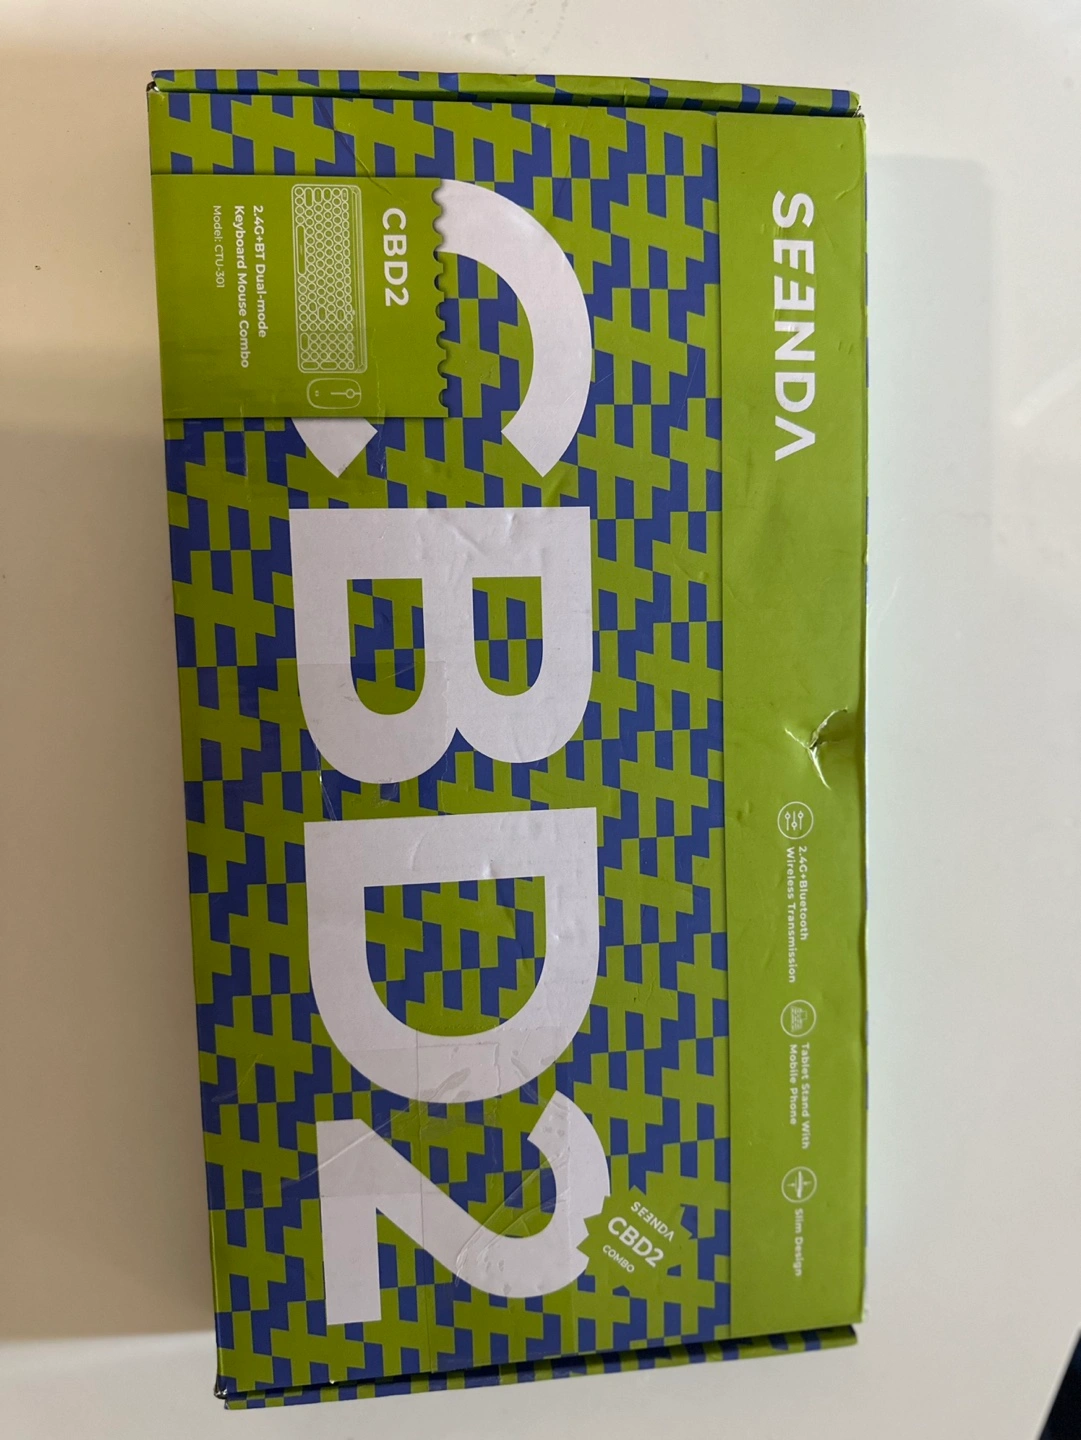 SEENDA
2.4G+Bluetooth
Wireless Transmission
Tablet Stand With
Mobile Phone
Slim Design
CBD2
SEENDA
CBD2
COMBO
CBD2
2.4G+BT Dual-mode
Keyboard Mouse Combo
Model: CTU-301